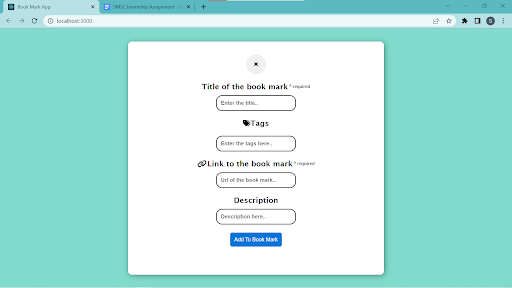 Book Mark App
SNISC Internship Assignment -
localhost:3000
Title of the book mark * required
Enter the title..
Tags
Enter the tags here..
Link to the book mark * required
Url of the book mark..
Description
Description here..
Add To Book Mark